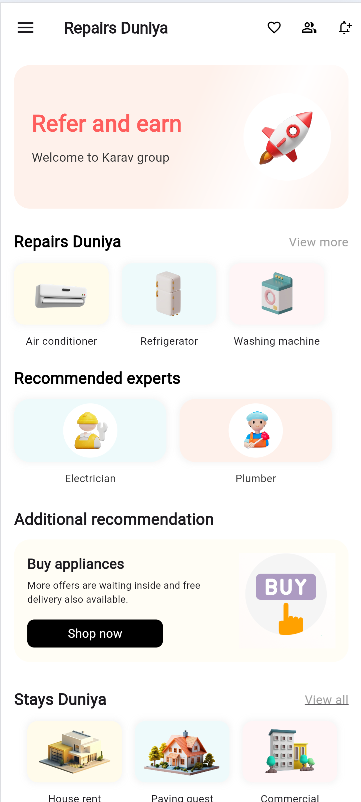 Repairs Duniya
Refer and earn
Welcome to Karav group
Repairs Duniya
View more
Air conditioner
Refrigerator
Washing machine
Recommended experts
Electrician
Plumber
Additional recommendation
Buy appliances
More offers are waiting inside and free
delivery also available.
BUY
Shop now
Stays Duniya
View all
House rent
Paying guest
Commercial